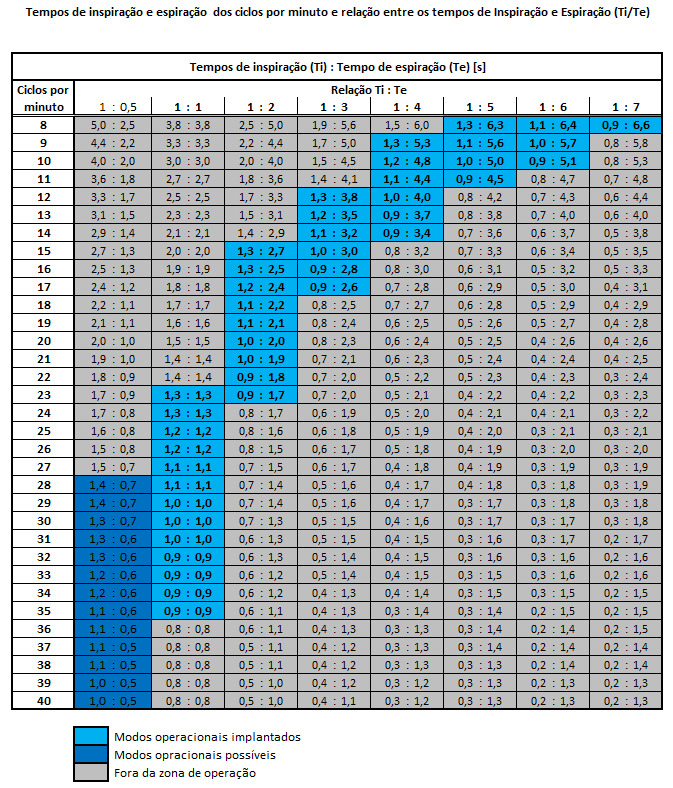 Tempos de inspiração e espiração dos ciclos por minuto e relação entre os tempos de Inspiração e Espiração (Ti/Te)
Tempos de inspiração (Ti) : Tempo de espiração (Te) [s]
Ciclos por minuto
Relação Ti : Te
1 : 0,5 1 : 1 1 : 2 1 : 3 1 : 4 1 : 5 1 : 6 1 : 7
8 5,0 : 2,5 3,8 : 3,8 2,5 : 5,0 1,9 : 5,6 1,5 : 6,0 1,3 : 6,3 1,1 : 6,4 0,9 : 6,6
9 4,4 : 2,2 3,3 : 3,3 2,2 : 4,4 1,7 : 5,0 1,3 : 5,3 1,1 : 5,6 1,0 : 5,7 0,8 : 5,8
10 4,0 : 2,0 3,0 : 3,0 2,0 : 4,0 1,5 : 4,5 1,2 : 4,8 1,0 : 5,0 0,9 : 5,1 0,8 : 5,3
11 3,6 : 1,8 2,7 : 2,7 1,8 : 3,6 1,4 : 4,1 1,1 : 4,4 0,9 : 4,5 0,8 : 4,7 0,7 : 4,8
12 3,3 : 1,7 2,5 : 2,5 1,7 : 3,3 1,3 : 3,8 1,0 : 4,0 0,8 : 4,2 0,7 : 4,3 0,6 : 4,4
13 3,1 : 1,5 2,3 : 2,3 1,5 : 3,1 1,2 : 3,5 0,9 : 3,7 0,8 : 3,8 0,7 : 4,0 0,6 : 4,0
14 2,9 : 1,4 2,1 : 2,1 1,4 : 2,9 1,1 : 3,2 0,9 : 3,4 0,7 : 3,6 0,6 : 3,7 0,5 : 3,8
15 2,7 : 1,3 2,0 : 2,0 1,3 : 2,7 1,0 : 3,0 0,8 : 3,2 0,7 : 3,3 0,6 : 3,4 0,5 : 3,5
16 2,5 : 1,3 1,9 : 1,9 1,3 : 2,5 0,9 : 2,8 0,8 : 3,0 0,6 : 3,1 0,5 : 3,2 0,5 : 3,3
17 2,4 : 1,2 1,8 : 1,8 1,2 : 2,4 0,9 : 2,6 0,7 : 2,8 0,6 : 2,9 0,5 : 3,0 0,4 : 3,1
18 2,2 : 1,1 1,7 : 1,7 1,1 : 2,2 0,8 : 2,5 0,7 : 2,7 0,6 : 2,8 0,5 : 2,9 0,4 : 2,9
19 2,1 : 1,1 1,6 : 1,6 1,1 : 2,1 0,8 : 2,4 0,6 : 2,5 0,5 : 2,6 0,5 : 2,7 0,4 : 2,8
20 2,0 : 1,0 1,5 : 1,5 1,0 : 2,0 0,8 : 2,3 0,6 : 2,4 0,5 : 2,5 0,4 : 2,6 0,4 : 2,6
21 1,9 : 1,0 1,4 : 1,4 1,0 : 1,9 0,7 : 2,1 0,6 : 2,3 0,5 : 2,4 0,4 : 2,4 0,4 : 2,5
22 1,8 : 0,9 1,4 : 1,4 0,9 : 1,8 0,7 : 2,0 0,5 : 2,2 0,5 : 2,3 0,4 : 2,3 0,3 : 2,4
23 1,7 : 0,9 1,3 : 1,3 0,9 : 1,7 0,7 : 2,0 0,5 : 2,1 0,4 : 2,2 0,4 : 2,2 0,3 : 2,3
24 1,7 : 0,8 1,3 : 1,3 0,8 : 1,7 0,6 : 1,9 0,5 : 2,0 0,4 : 2,1 0,4 : 2,1 0,3 : 2,2
25 1,6 : 0,8 1,2 : 1,2 0,8 : 1,6 0,6 : 1,8 0,5 : 1,9 0,4 : 2,0 0,3 : 2,1 0,3 : 2,1
26 1,5 : 0,8 1,2 : 1,2 0,8 : 1,5 0,6 : 1,7 0,5 : 1,8 0,4 : 1,9 0,3 : 2,0 0,3 : 2,0
27 1,5 : 0,7 1,1 : 1,1 0,7 : 1,5 0,6 : 1,7 0,4 : 1,8 0,4 : 1,9 0,3 : 1,9 0,3 : 1,9
28 1,4 : 0,7 1,1 : 1,1 0,7 : 1,4 0,5 : 1,6 0,4 : 1,7 0,4 : 1,8 0,3 : 1,8 0,3 : 1,9
29 1,4 : 0,7 1,0 : 1,0 0,7 : 1,4 0,5 : 1,6 0,4 : 1,7 0,3 : 1,7 0,3 : 1,8 0,3 : 1,8
30 1,3 : 0,7 1,0 : 1,0 0,7 : 1,3 0,5 : 1,5 0,4 : 1,6 0,3 : 1,7 0,3 : 1,7 0,3 : 1,8
31 1,3 : 0,6 1,0 : 1,0 0,6 : 1,3 0,5 : 1,5 0,4 : 1,5 0,3 : 1,6 0,3 : 1,7 0,2 : 1,7
32 1,3 : 0,6 0,9 : 0,9 0,6 : 1,3 0,5 : 1,4 0,4 : 1,5 0,3 : 1,6 0,3 : 1,6 0,2 : 1,6
33 1,2 : 0,6 0,9 : 0,9 0,6 : 1,2 0,5 : 1,4 0,4 : 1,5 0,3 : 1,5 0,3 : 1,6 0,2 : 1,6
34 1,2 : 0,6 0,9 : 0,9 0,6 : 1,2 0,4 : 1,3 0,4 : 1,4 0,3 : 1,5 0,3 : 1,5 0,2 : 1,5
35 1,1 : 0,6 0,9 : 0,9 0,6 : 1,1 0,4 : 1,3 0,3 : 1,4 0,3 : 1,4 0,2 : 1,5 0,2 : 1,5
36 1,1 : 0,6 0,8 : 0,8 0,6 : 1,1 0,4 : 1,3 0,3 : 1,3 0,3 : 1,4 0,2 : 1,4 0,2 : 1,5
37 1,1 : 0,5 0,8 : 0,8 0,5 : 1,1 0,4 : 1,2 0,3 : 1,3 0,3 : 1,4 0,2 : 1,4 0,2 : 1,4
38 1,1 : 0,5 0,8 : 0,8 0,5 : 1,1 0,4 : 1,2 0,3 : 1,3 0,3 : 1,3 0,2 : 1,4 0,2 : 1,4
39 1,0 : 0,5 0,8 : 0,8 0,5 : 1,0 0,4 : 1,2 0,3 : 1,2 0,3 : 1,3 0,2 : 1,3 0,2 : 1,3
40 1,0 : 0,5 0,8 : 0,8 0,5 : 1,0 0,4 : 1,1 0,3 : 1,2 0,3 : 1,3 0,2 : 1,3 0,2 : 1,3
Modos operacionais implantados
Modos opracionais possíveis
Fora da zona de operação